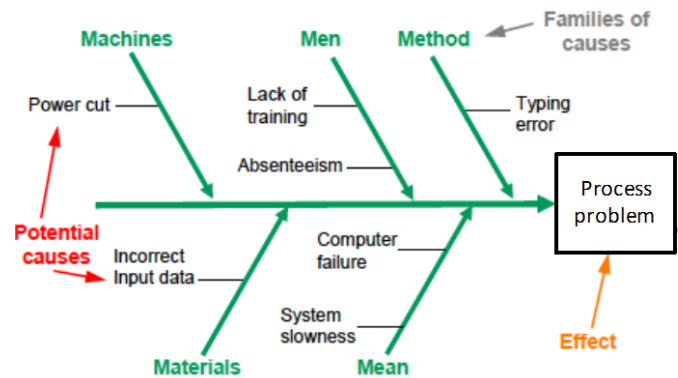 Families of
causes
Machines
Men
Method
Power cut
Lack of
training
Typing
error
Absenteeism
Process
problem
Potential
causes
Incorrect
Input data
Computer
failure
System
slowness
Effect
Materials
Mean